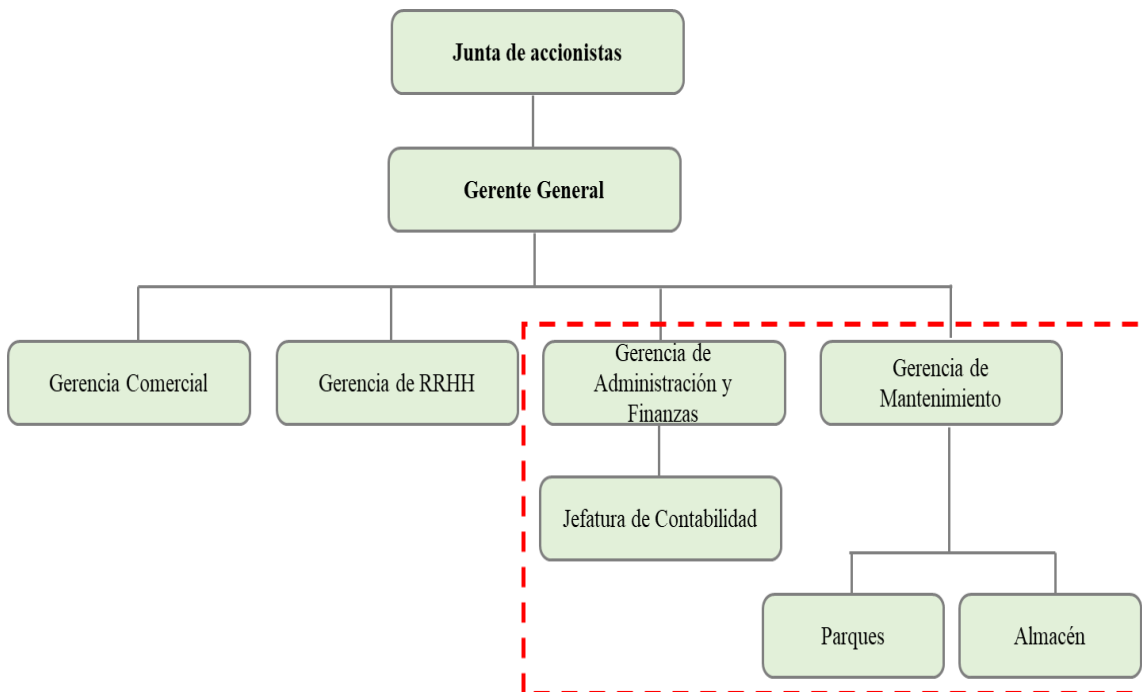 Junta de accionistas
Gerente General
Gerencia Comercial
Gerencia de RRHH
Gerencia de
Administración y
Finanzas
Gerencia de
Mantenimiento
Jefatura de Contabilidad
Parques
Almacén